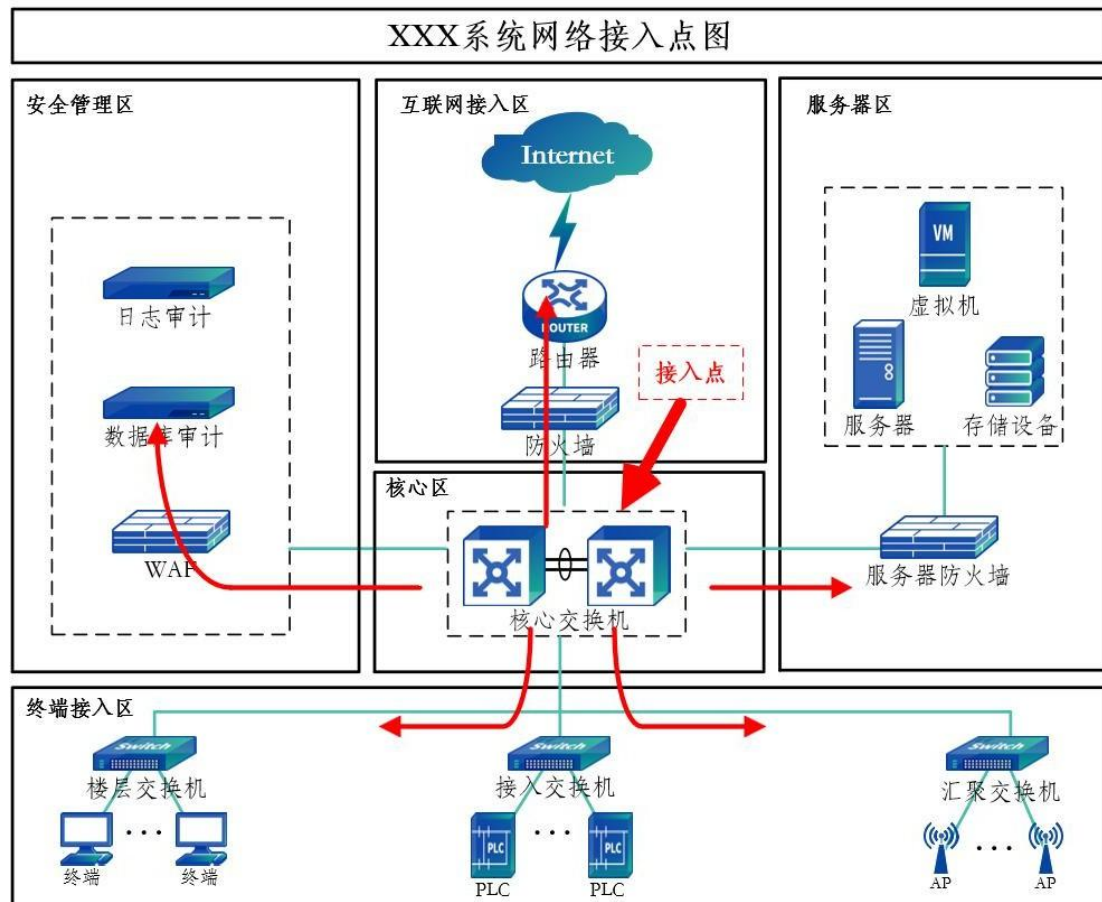 XXX系统网络接入点图
安全管理区
日志审计
数据库审计
WAF
互联网接入区
Internet
ROUTER
路由器
接入点
防火墙
服务器区
VM
虚拟机
服务器
存储设备
服务器防火墙
核心区
核心交换机
终端接入区
Switch
楼层交换机
...
终端
终端
Switch
接入交换机
PLC
...
PLC
PLC
PLC
Switch
汇聚交换机
...
AP
AP